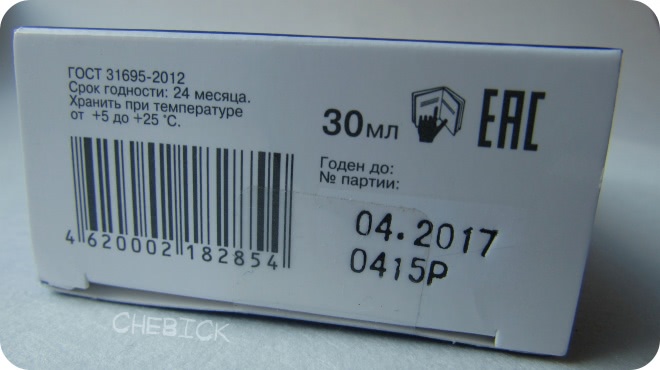 ГОСТ 31695-2012
Срок годности: 24 месяца.
Хранить при температуре
от +5 до +25 °С.
30мл
EAC
Годен до:
№ партии:
04.2017
0415P
4 620002 182854
CHEBICK